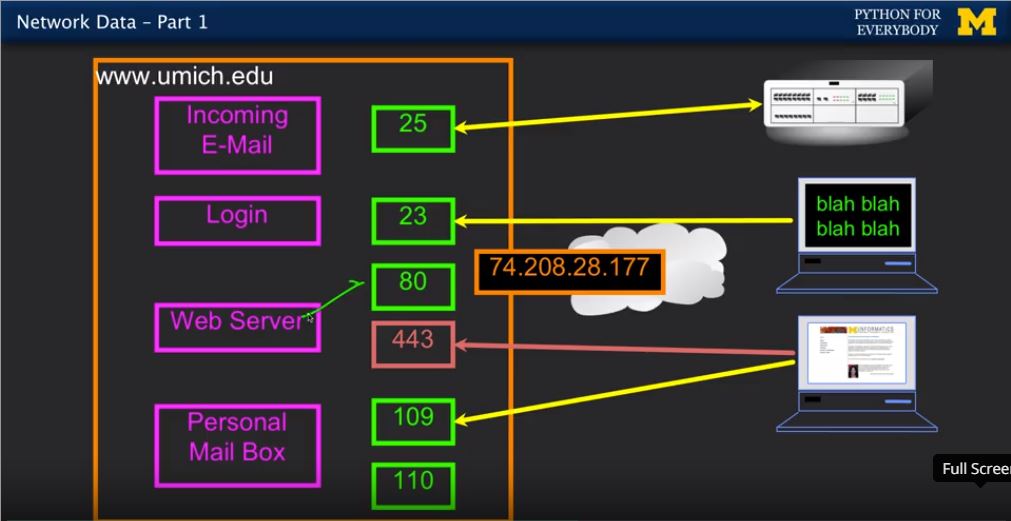 Network Data – Part 1
PYTHON FOR
EVERYBODY
M
www.umich.edu
Incoming
E-Mail
25
Login
23
blah blah
blah blah
74.208.28.177
80
Web Server
443
INFORMATICS
Personal
Mail Box
109
110
Full Screen